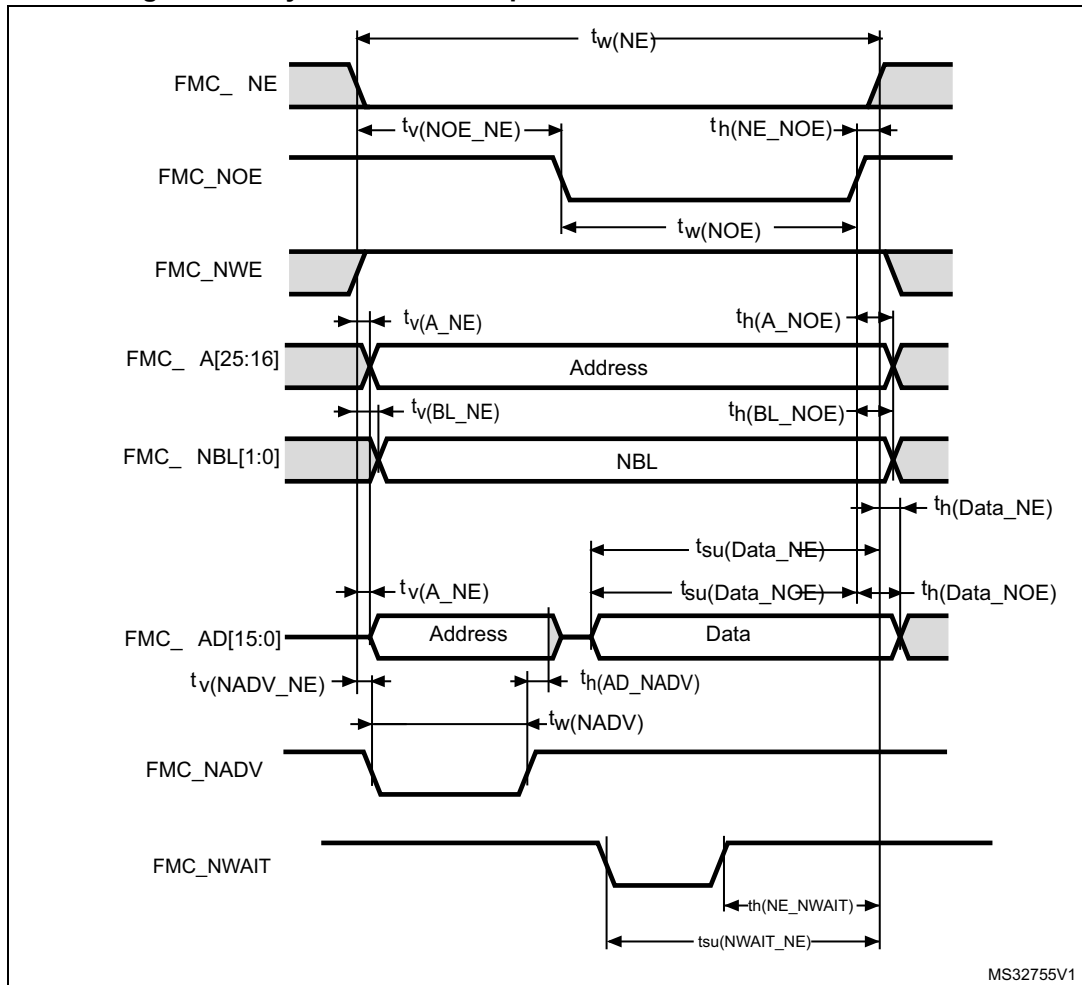 tw(NE)
FMC_ NE
tv(NOE_NE)
th(NE_NOE)
FMC_NOE
tw(NOE)
FMC_NWE
tv(A_NE)
th(A_NOE)
FMC_ A[25:16]
Address
tv(BL_NE)
th(BL_NOE)
FMC_ NBL[1:0]
NBL
th(Data_NE)
tsu(Data_NE)
tv(A_NE)
tsu(Data_NOE)
th(Data_NOE)
FMC_ AD[15:0]
Address
Data
tv(NADV_NE)
th(AD_NADV)
tw(NADV)
FMC_NADV
FMC_NWAIT
th(NE_NWAIT)
tsu(NWAIT_NE)
MS32755V1